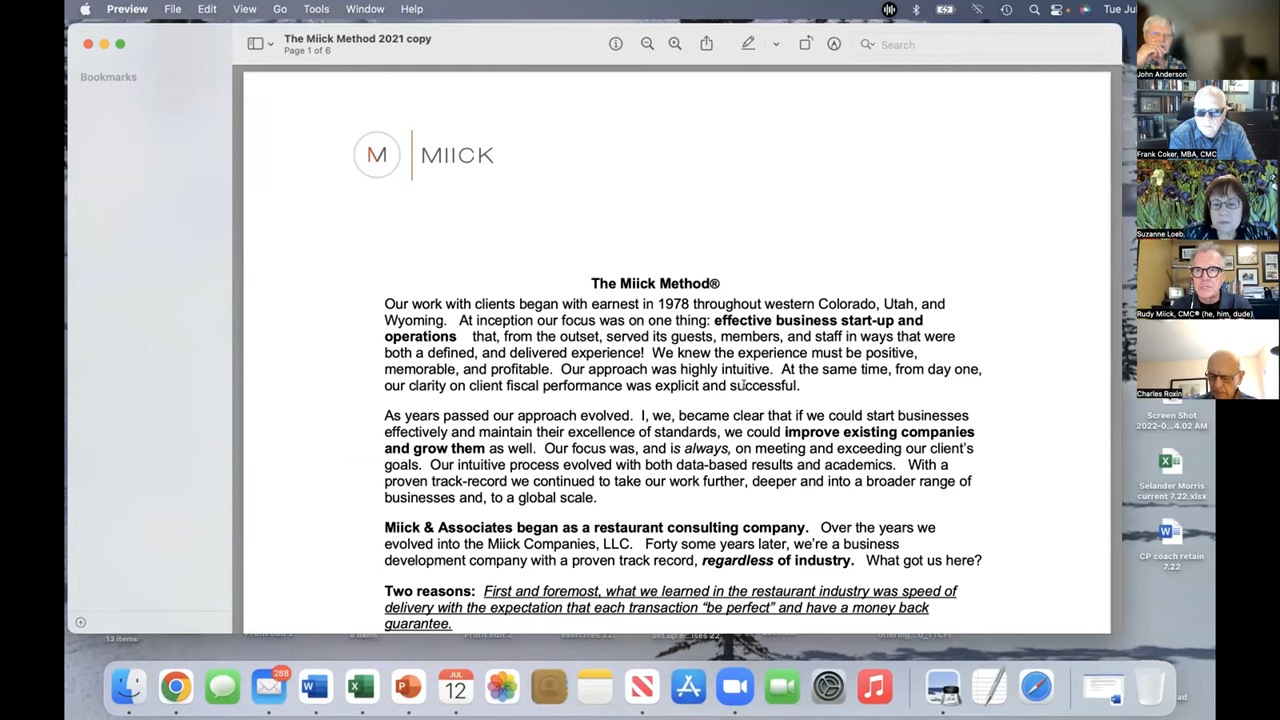 Preview File Edit View Go Tools Window Help
Tue Jul
The Miick Method 2021 copy
Page 1 of 6
Search
Bookmarks
M MIICK
The Miick Method®
Our work with clients began with earnest in 1978 throughout western Colorado, Utah, and
Wyoming. At inception our focus was on one thing: effective business start-up and
operations that, from the outset, served its guests, members, and staff in ways that were
both a defined, and delivered experience! We knew the experience must be positive,
memorable, and profitable. Our approach was highly intuitive. At the same time, from day one,
our clarity on client fiscal performance was explicit and successful.
As years passed our approach evolved. I, we, became clear that if we could start businesses
effectively and maintain their excellence of standards, we could improve existing companies
and grow them as well. Our focus was, and is always, on meeting and exceeding our client's
goals. Our intuitive process evolved with both data-based results and academics. With a
proven track-record we continued to take our work further, deeper and into a broader range of
businesses and, to a global scale.
Miick & Associates began as a restaurant consulting company. Over the years we
evolved into the Miick Companies, LLC. Forty some years later, we're a business
development company with a proven track record, regardless of industry. What got us here?
Two reasons: First and foremost, what we learned in the restaurant industry was speed of
delivery with the expectation that each transaction "be perfect" and have a money back
guarantee.
John Anderson
Frank Coker, MBA, CMC
Suzanne Loeb
Rudy Miick, CMC® (he, him, dude)
Charles Roxin
Screen Shot
2022-0...4.02 AM
Selander Morris
current 7.22.xlsx
CP coach retain
7.22
13 items
288
JUL
12